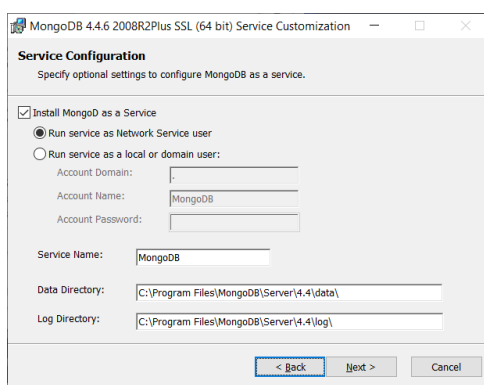 MongoDB 4.4.6 2008R2Plus SSL (64 bit) Service Customization
Service Configuration
Specify optional settings to configure MongoDB as a service.
Install MongoD as a Service
Run service as Network Service user
Run service as a local or domain user:
Account Domain: .
Account Name: MongoDB
Account Password:
Service Name: MongoDB
Data Directory: C:\Program Files\MongoDB\Server\4.4\data\
Log Directory: C:\Program Files\MongoDB\Server\4.4\log\
< Back Next > Cancel